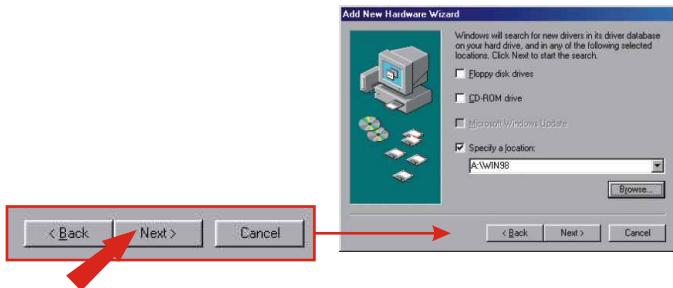 Add New Hardware Wizard
Windows will search for new drivers in its driver database
on your hard drive, and in any of the following selected
locations. Click Next to start the search.
Floppy disk drives
CD-ROM drive
Microsoft Windows Update
Specify a location:
A:\WIN98
Browse...
< Back
Next >
Cancel
< Back
Next >
Cancel